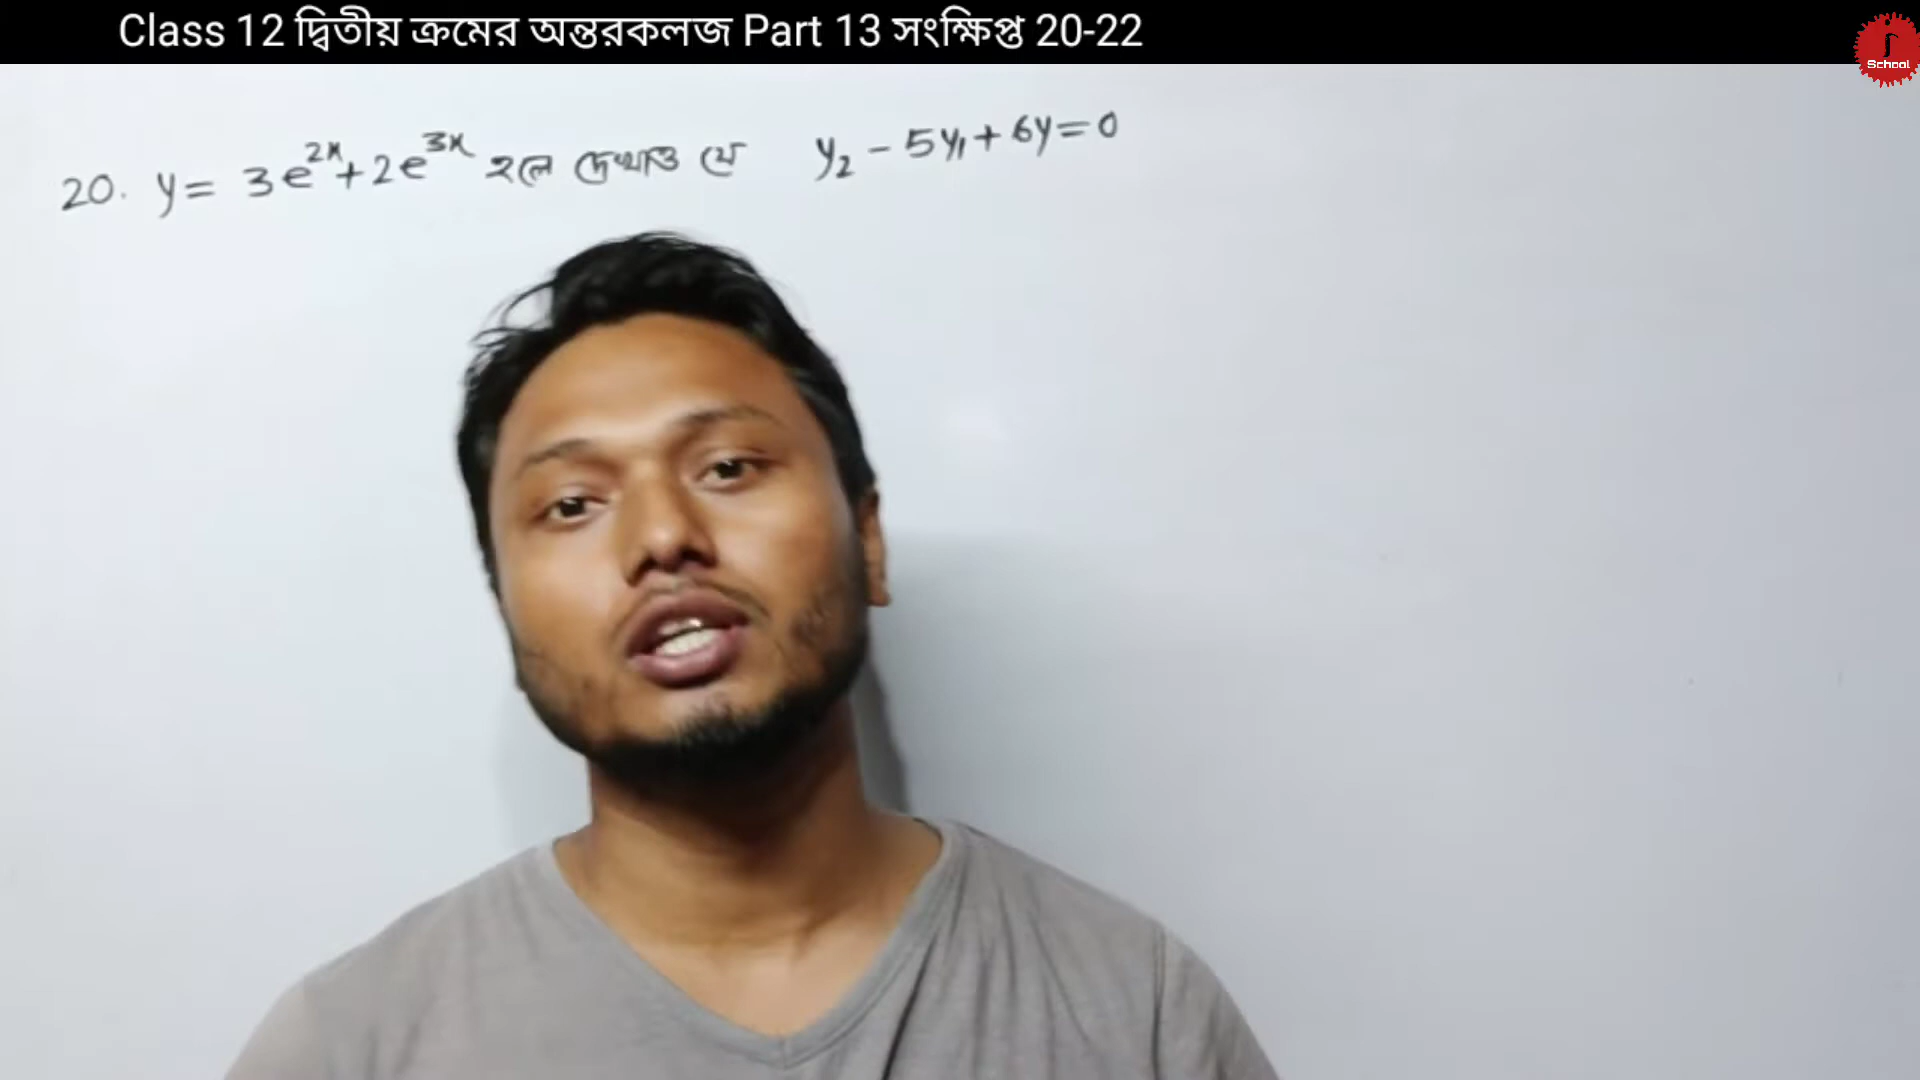 Class 12 দ্বিতীয় ক্রমের অন্তরকলজ Part 13 সংক্ষিপ্ত 20-22
School
20. y = 3e^{2x} + 2e^{3x} হলে দেখাও যে y₂ - 5y₁ + 6y = 0